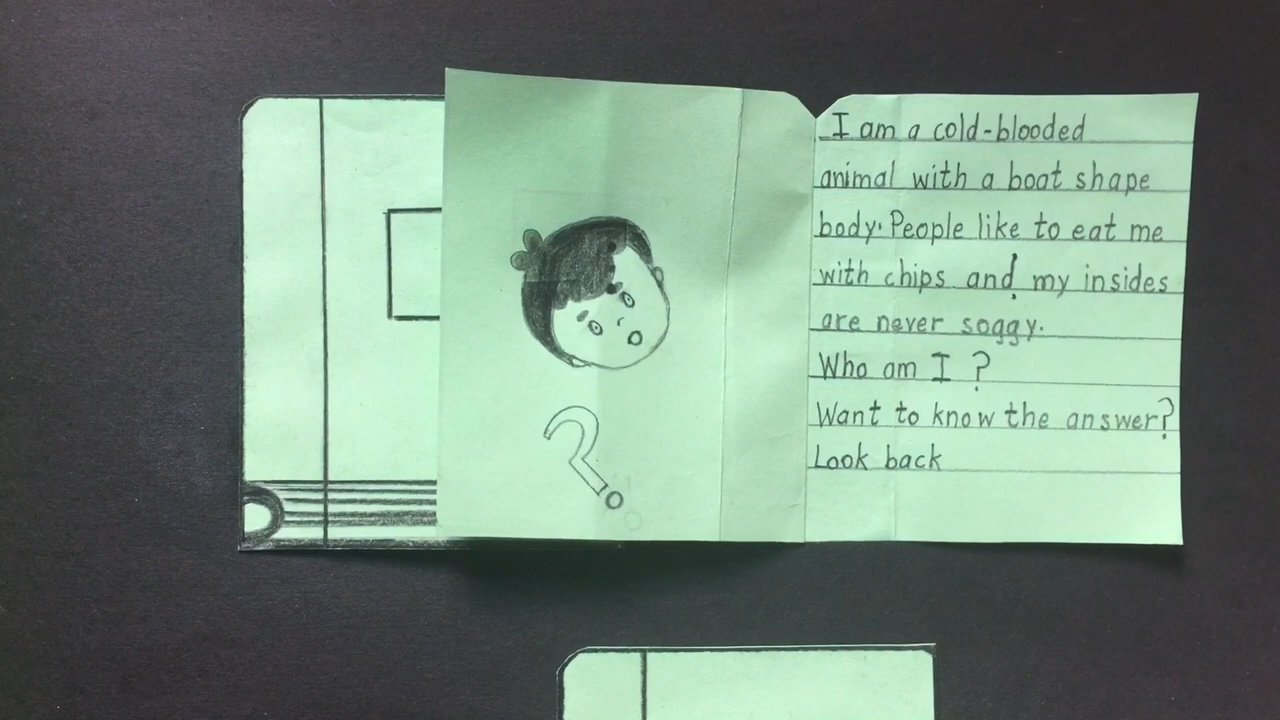 I am a cold-blooded
animal with a boat shape
body. People like to eat me
with chips and, my insides
are never soggy.
Who am I ?
Want to know the answer?
Look back
?